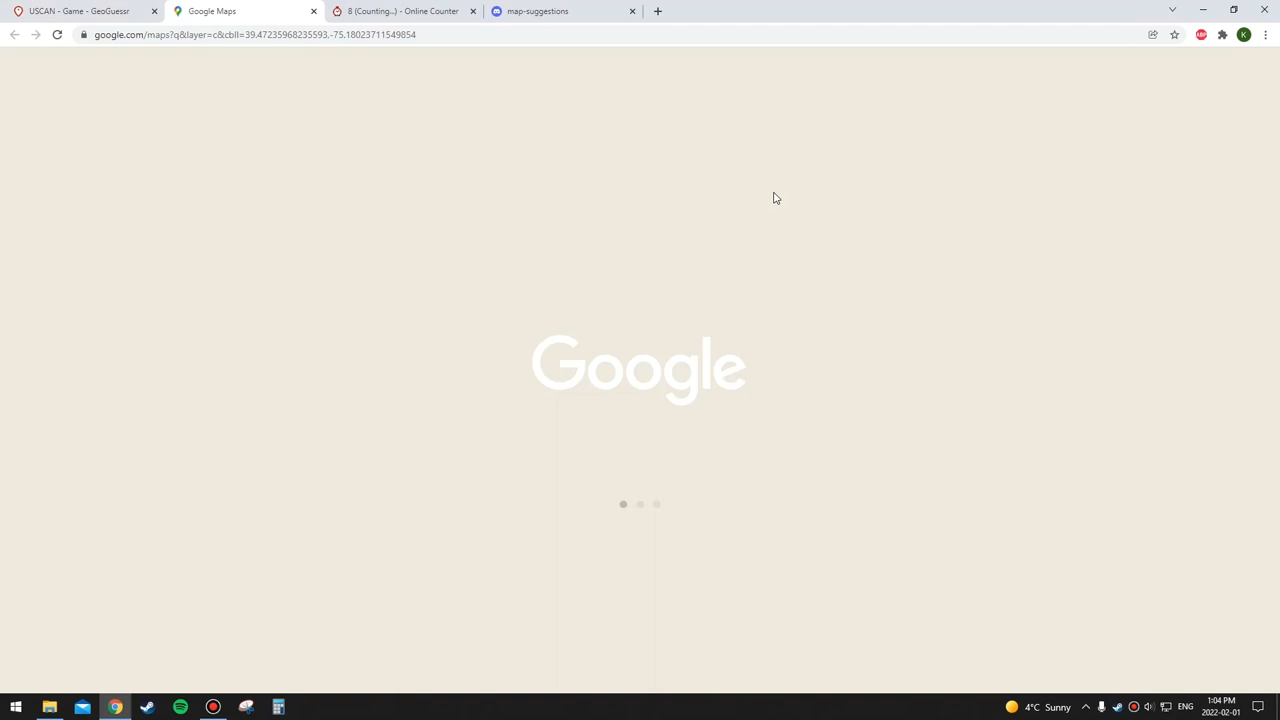 USCAN - Game - GeoGuessr
Google Maps
8 (Counting...) - Online Counter
map-suggestions
google.com/maps?q&layer=c&cbll=39.47235968235593,-75.18023711549854
ABP
K
Google
4°C Sunny
ENG
1:04 PM
2022-02-01